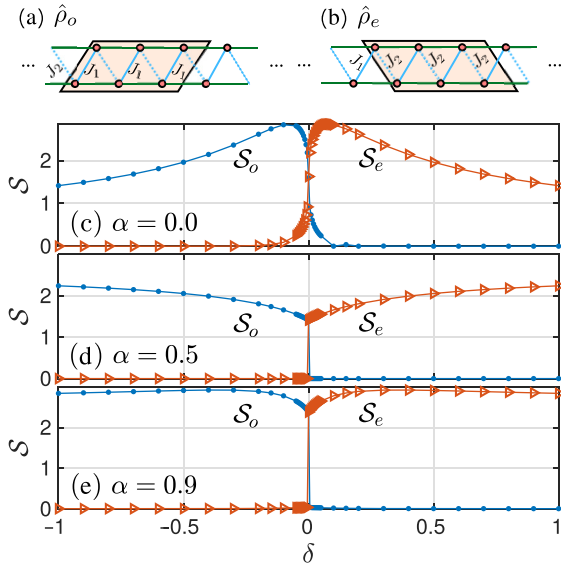 (a) ρ̂ₒ (b) ρ̂ₑ
... J₂ J₁ J₁ J₁ ... ... J₁ J₂ J₂ J₂ ...
2
1
0
S
Sₒ Sₑ
(c) α = 0.0
2
1
0
S
Sₒ Sₑ
(d) α = 0.5
2
1
0
S
Sₒ Sₑ
(e) α = 0.9
−1 −0.5 0 0.5 1
δ